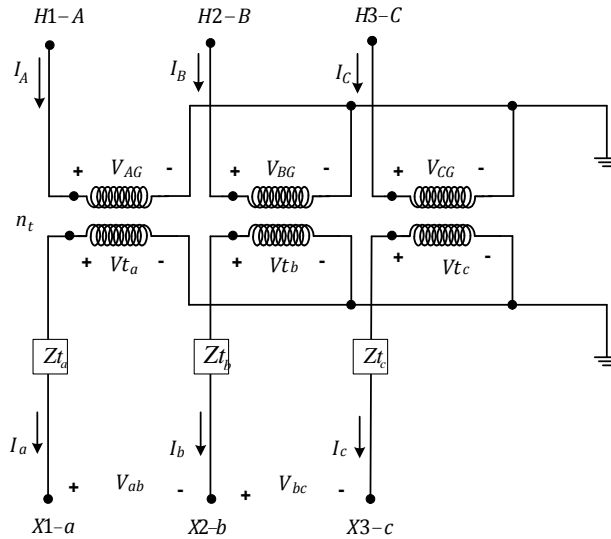 H1-A H2-B H3-C
I_A I_B I_C
+ V_AG - + V_BG - + V_CG -
n_t
+ Vt_a - + Vt_b - + Vt_c -
Zt_a Zt_b Zt_c
I_a I_b I_c
+ V_ab - + V_bc -
X1-a X2-b X3-c